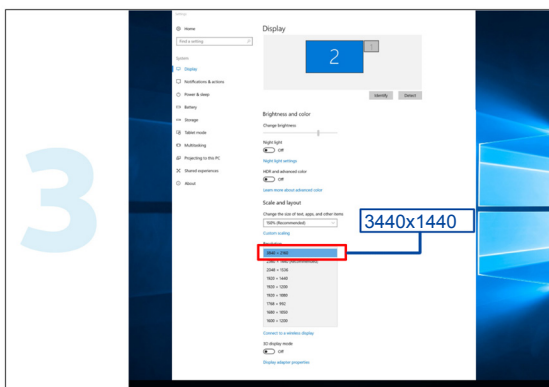 3
Settings
Home
Find a setting
System
Display
Notifications & actions
Power & sleep
Battery
Storage
Tablet mode
Multitasking
Projecting to this PC
Shared experiences
About
Display
2
1
Identify
Detect
Brightness and color
Change brightness
Night light
Off
Night light settings
HDR and advanced color
Off
Learn more about advanced color
Scale and layout
Change the size of text, apps, and other items
100% (Recommended)
Custom scaling
Resolution
3440x1440
2048 × 1536
1920 × 1440
1920 × 1200
1920 × 1080
1768 × 992
1680 × 1050
1600 × 1200
Connect to a wireless display
3D display mode
Off
Display adapter properties